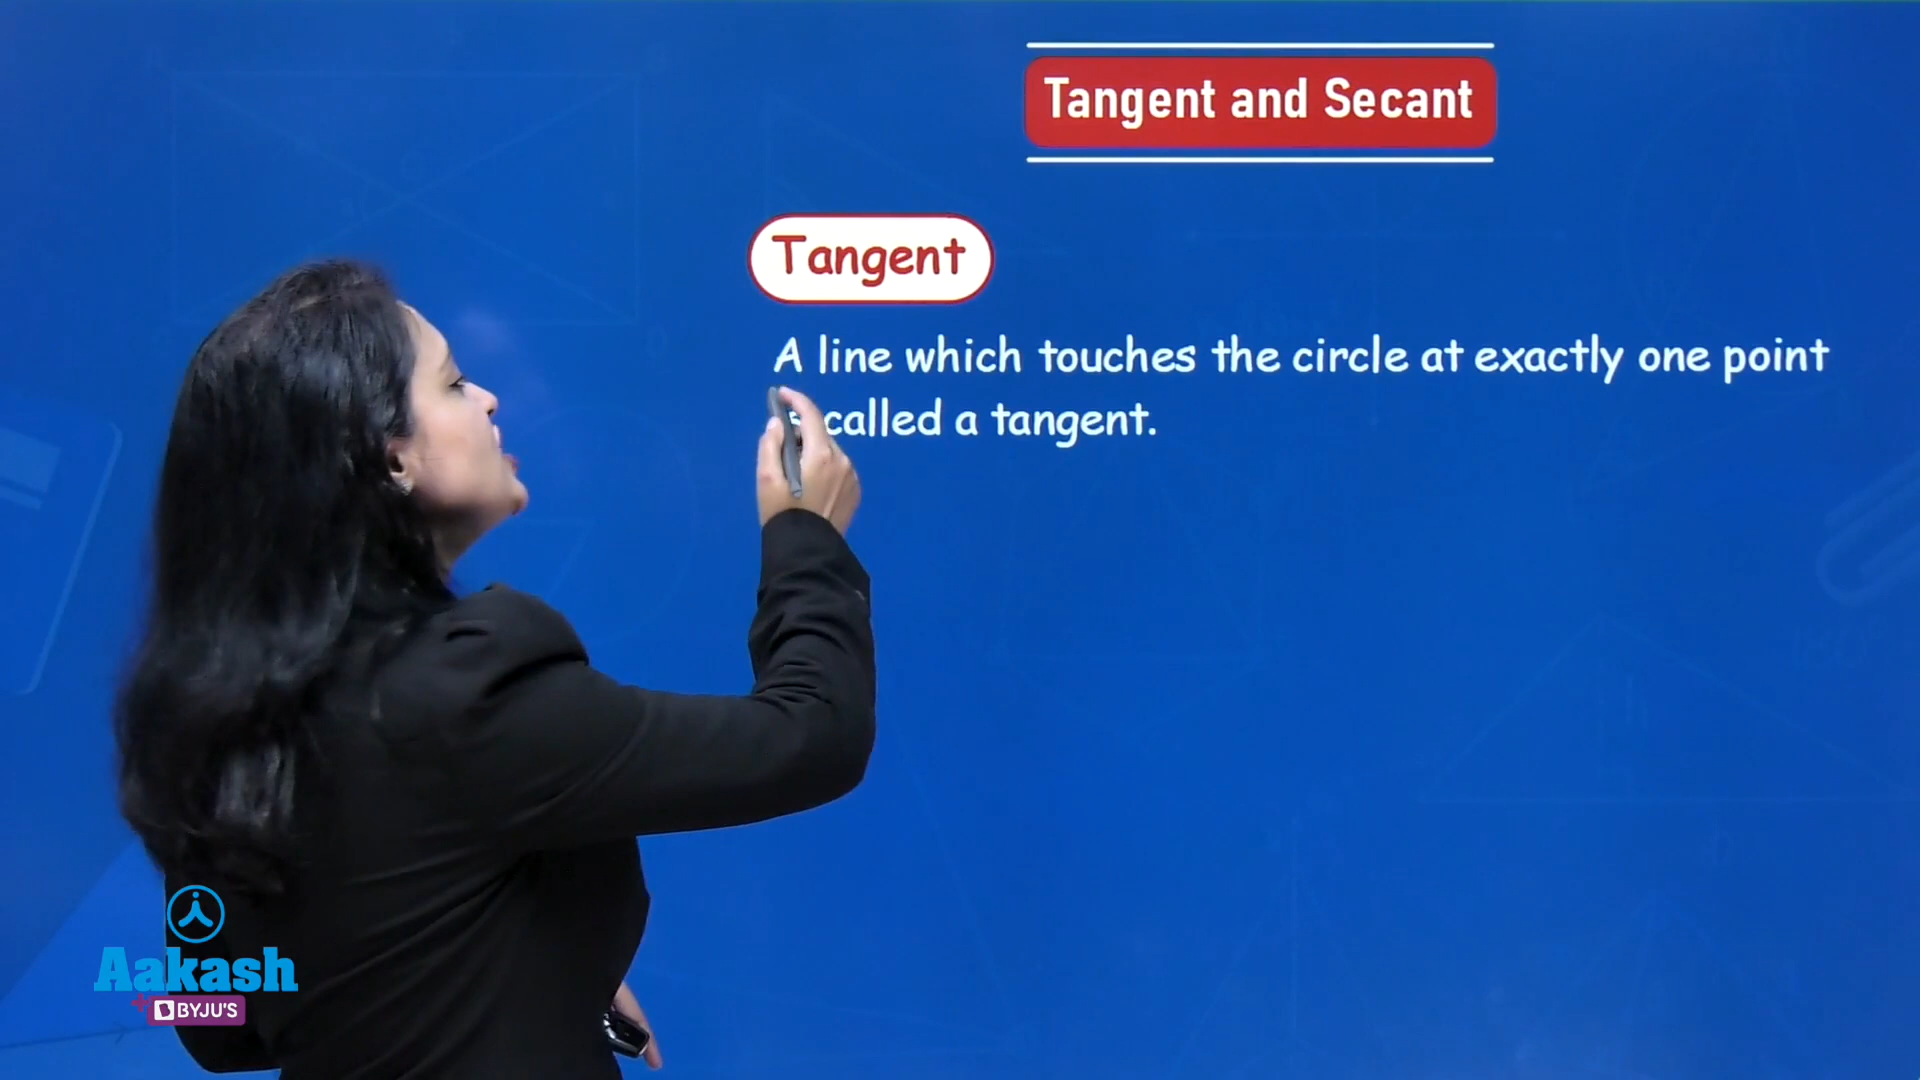 Tangent and Secant
Tangent
A line which touches the circle at exactly one point
called a tangent.
Aakash
+BYJU'S